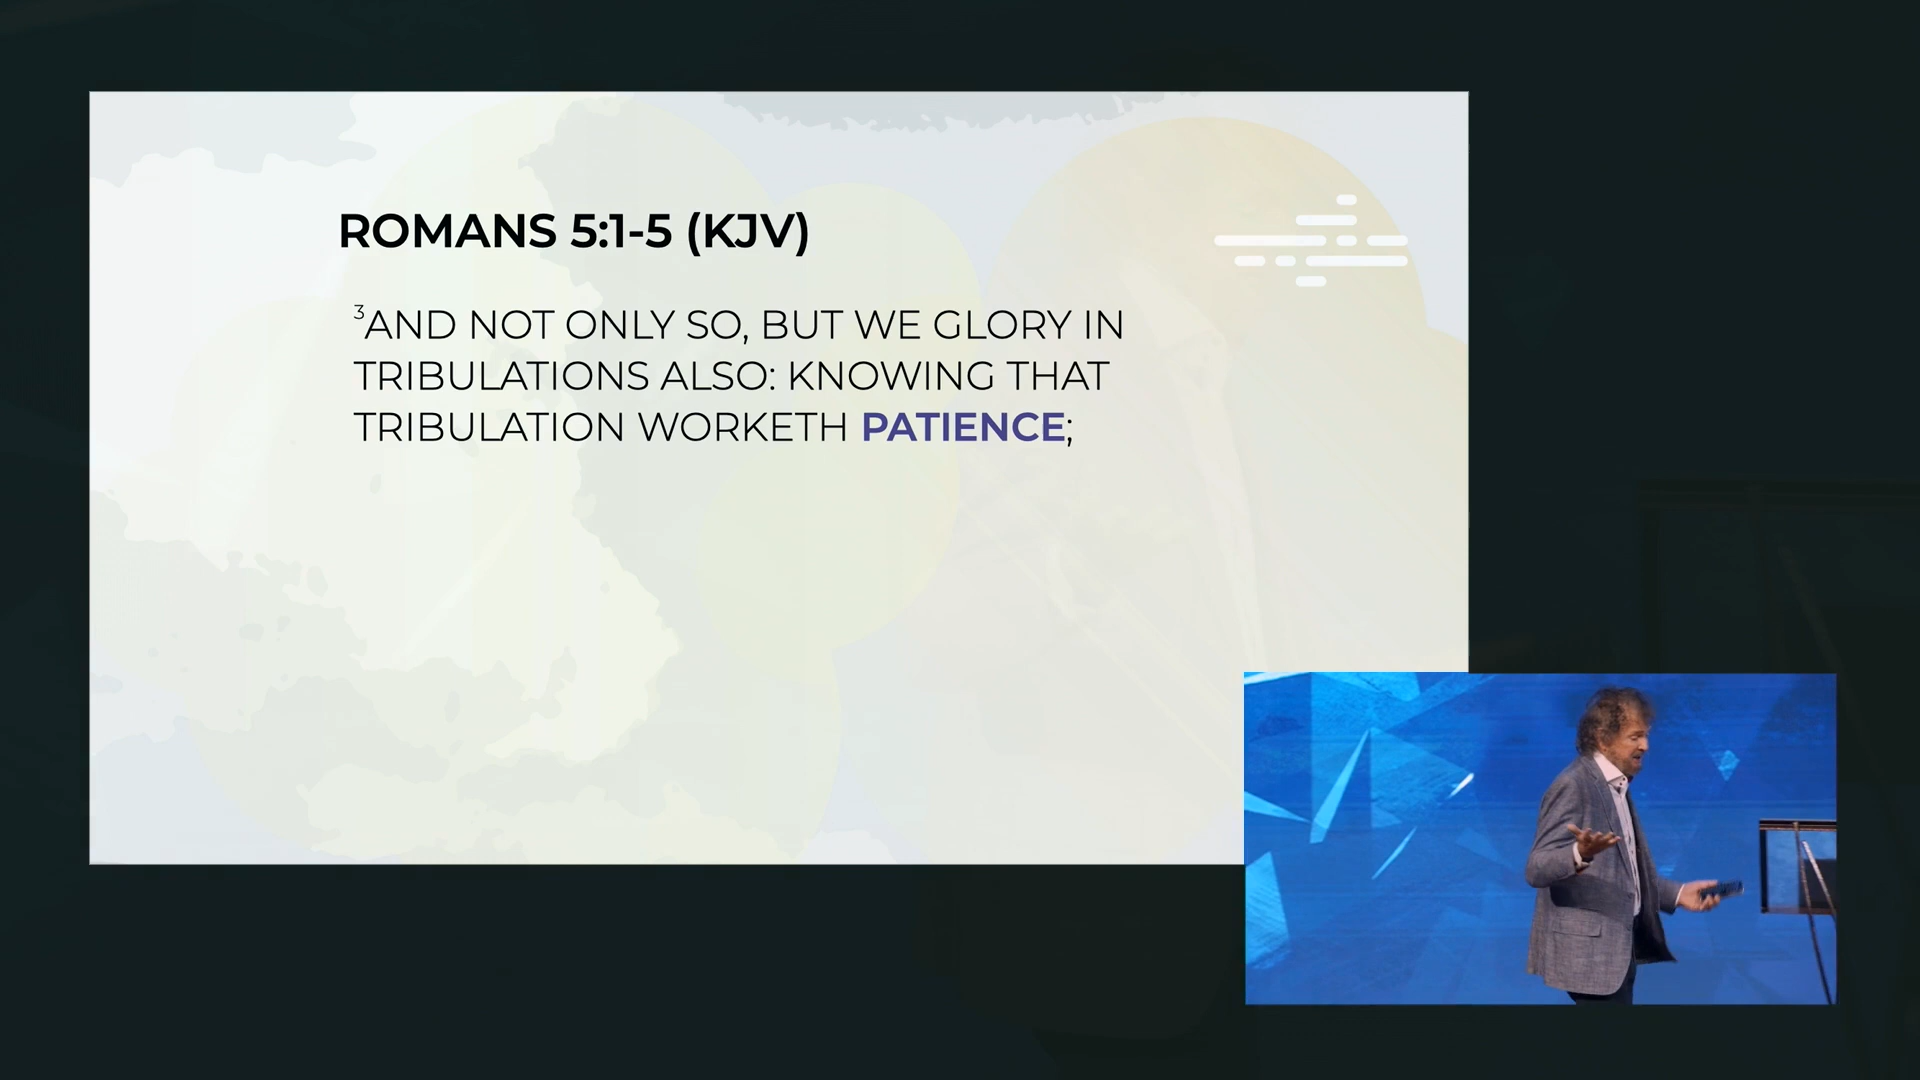 ROMANS 5:1-5 (KJV)
³AND NOT ONLY SO, BUT WE GLORY IN
TRIBULATIONS ALSO: KNOWING THAT
TRIBULATION WORKETH PATIENCE;